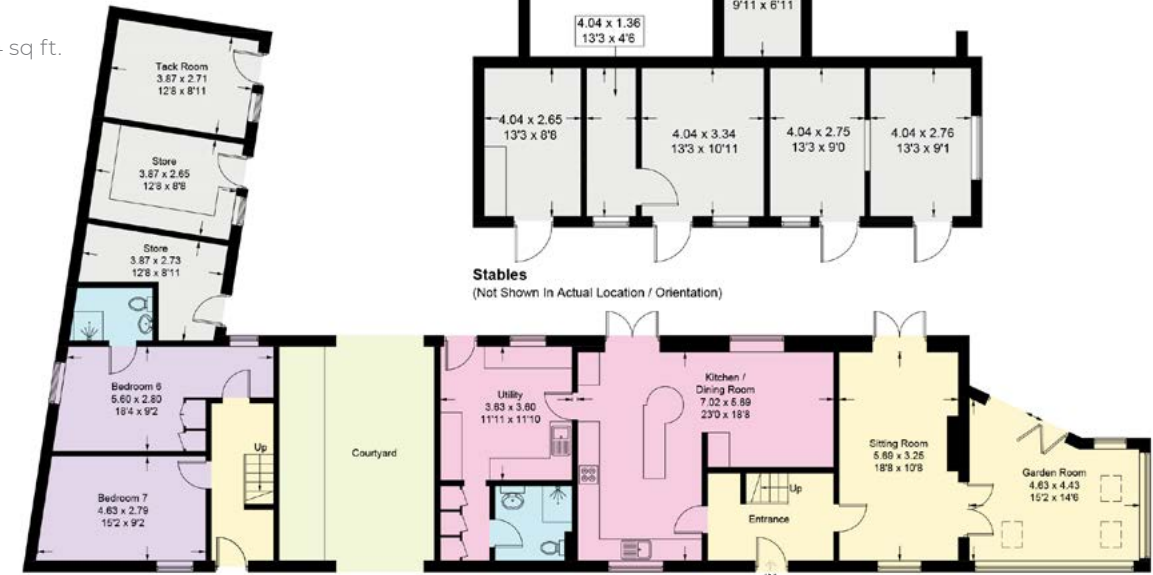 sq ft.
9'11 x 6'11
4.04 x 1.36
13'3 x 4'6
Tack Room
3.87 x 2.71
12'8 x 8'11
Store
3.87 x 2.65
12'8 x 8'8
Store
3.87 x 2.73
12'8 x 8'11
4.04 x 2.65
13'3 x 8'8
4.04 x 3.34
13'3 x 10'11
4.04 x 2.75
13'3 x 9'0
4.04 x 2.76
13'3 x 9'1
Stables
(Not Shown In Actual Location / Orientation)
Bedroom 6
5.60 x 2.80
18'4 x 9'2
Up
Bedroom 7
4.63 x 2.79
15'2 x 9'2
Courtyard
Utility
3.63 x 3.60
11'11 x 11'10
Kitchen /
Dining Room
7.02 x 5.69
23'0 x 18'8
Up
Entrance
Sitting Room
5.69 x 3.25
18'8 x 10'8
Garden Room
4.63 x 4.43
15'2 x 14'6